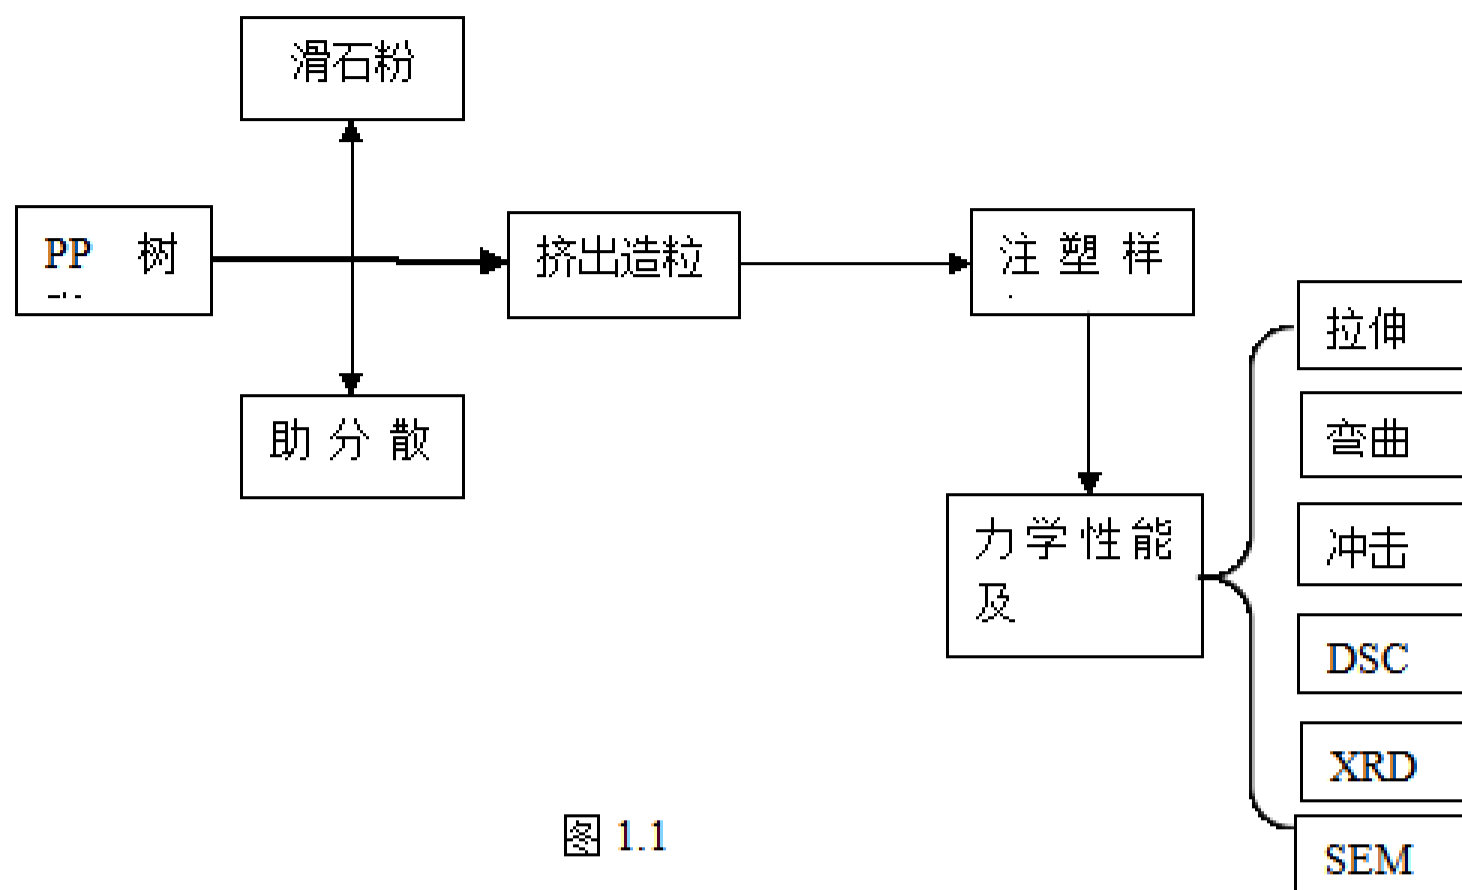 滑石粉
PP 树
挤出造粒
注塑样
助分散
力学性能
及
拉伸
弯曲
冲击
DSC
XRD
SEM
图 1.1